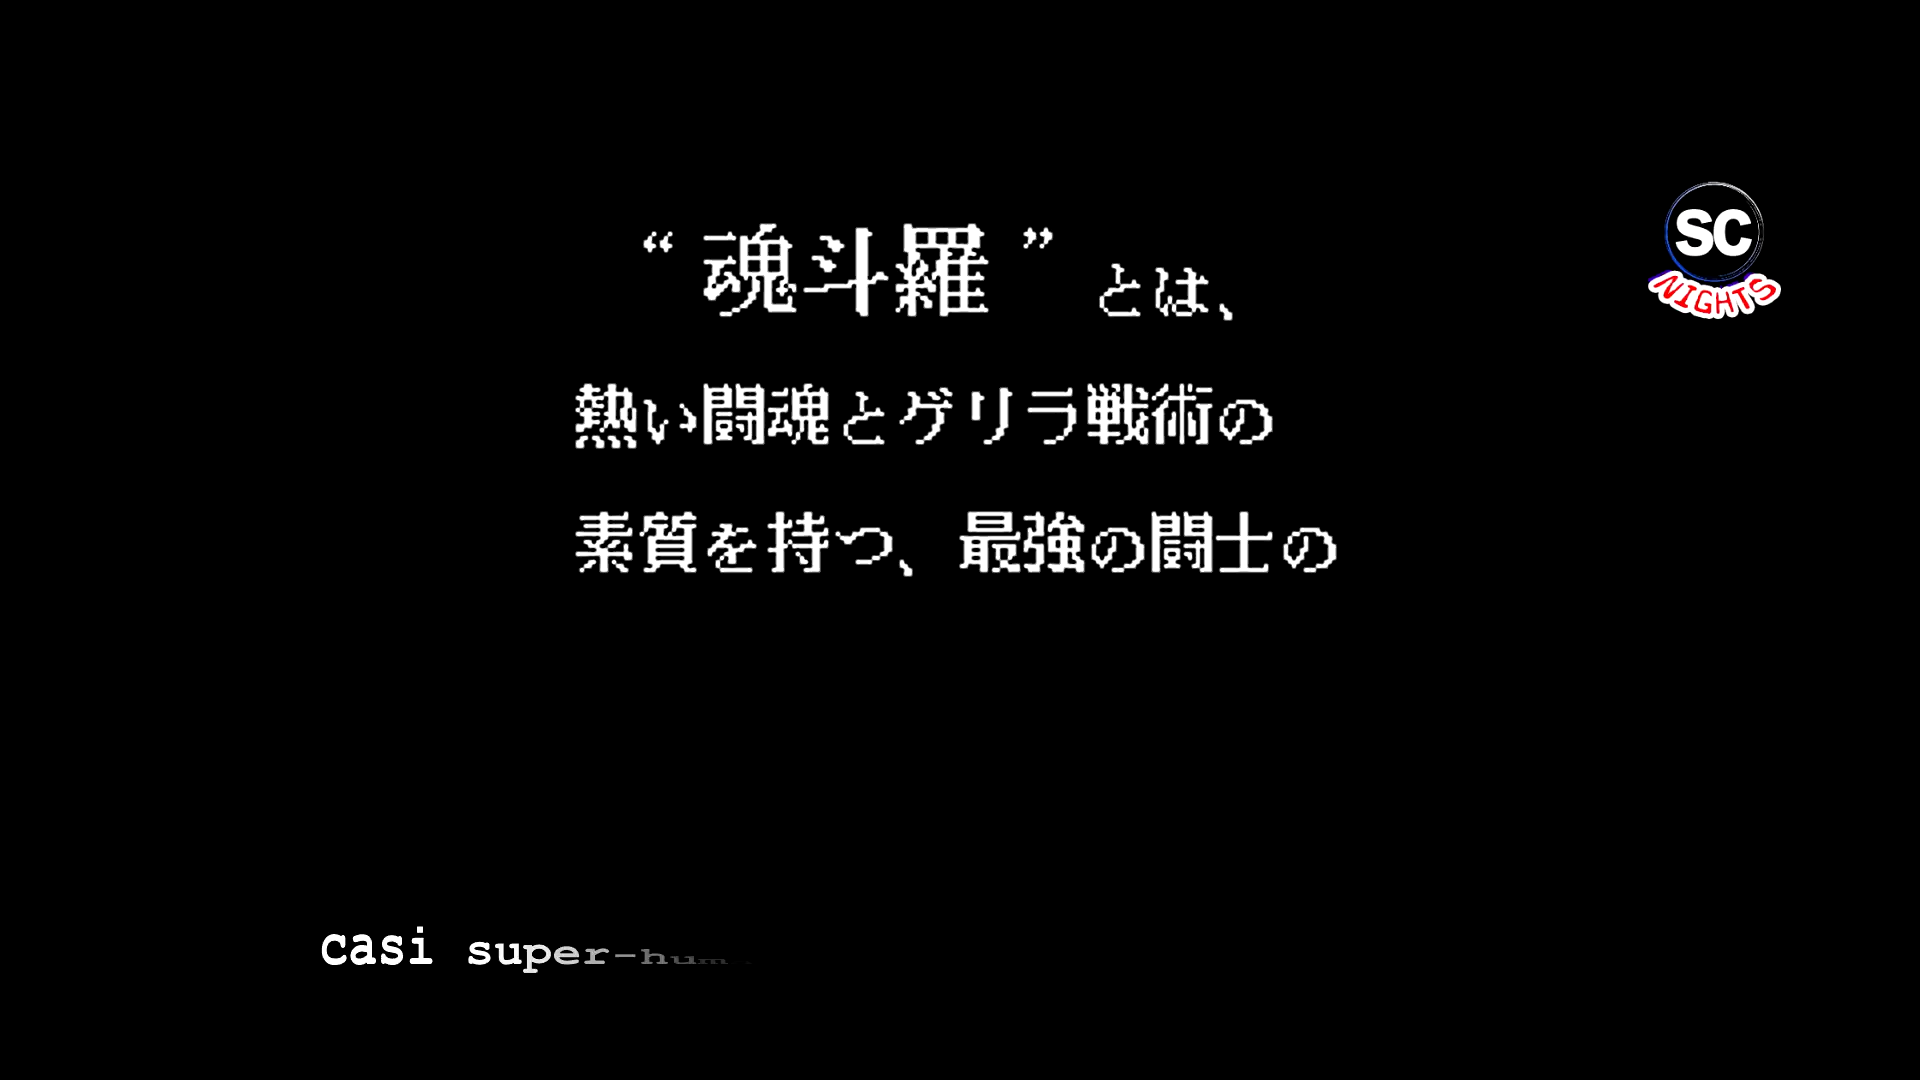 “魂斗羅”とは、
熱い闘魂とゲリラ戦術の
素質を持つ、最強の闘士の
SC
NIGHTS
casi super-hum